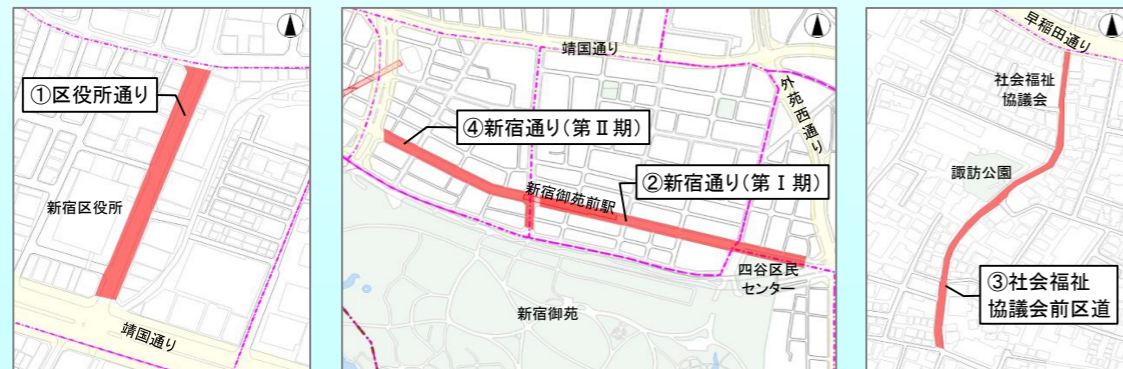 ①区役所通り
新宿区役所
靖国通り
靖国通り
外苑西通り
④新宿通り(第Ⅱ期)
新宿御苑前駅
②新宿通り(第Ⅰ期)
四谷区民
センター
新宿御苑
早稲田通り
社会福祉
協議会
諏訪公園
③社会福祉
協議会前区道